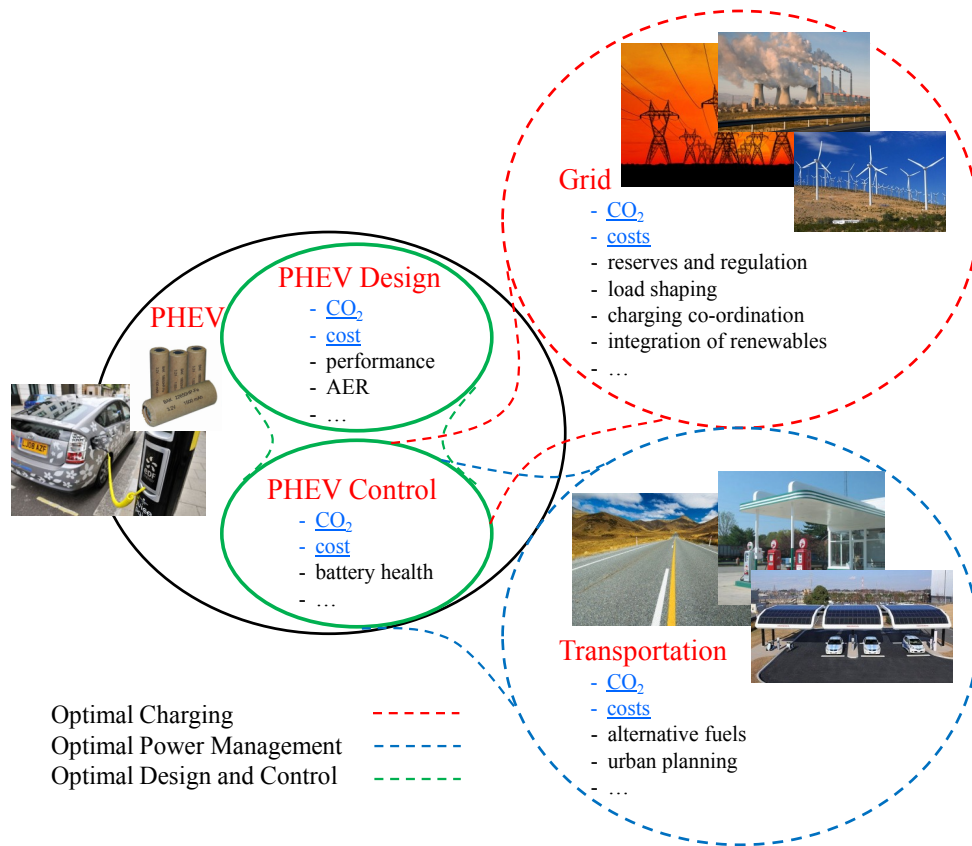 Grid
- CO₂
- costs
- reserves and regulation
- load shaping
- charging co-ordination
- integration of renewables
- …
PHEV
PHEV Design
- CO₂
- cost
- performance
- AER
- …
PHEV Control
- CO₂
- cost
- battery health
- …
Transportation
- CO₂
- costs
- alternative fuels
- urban planning
- …
Optimal Charging
Optimal Power Management
Optimal Design and Control